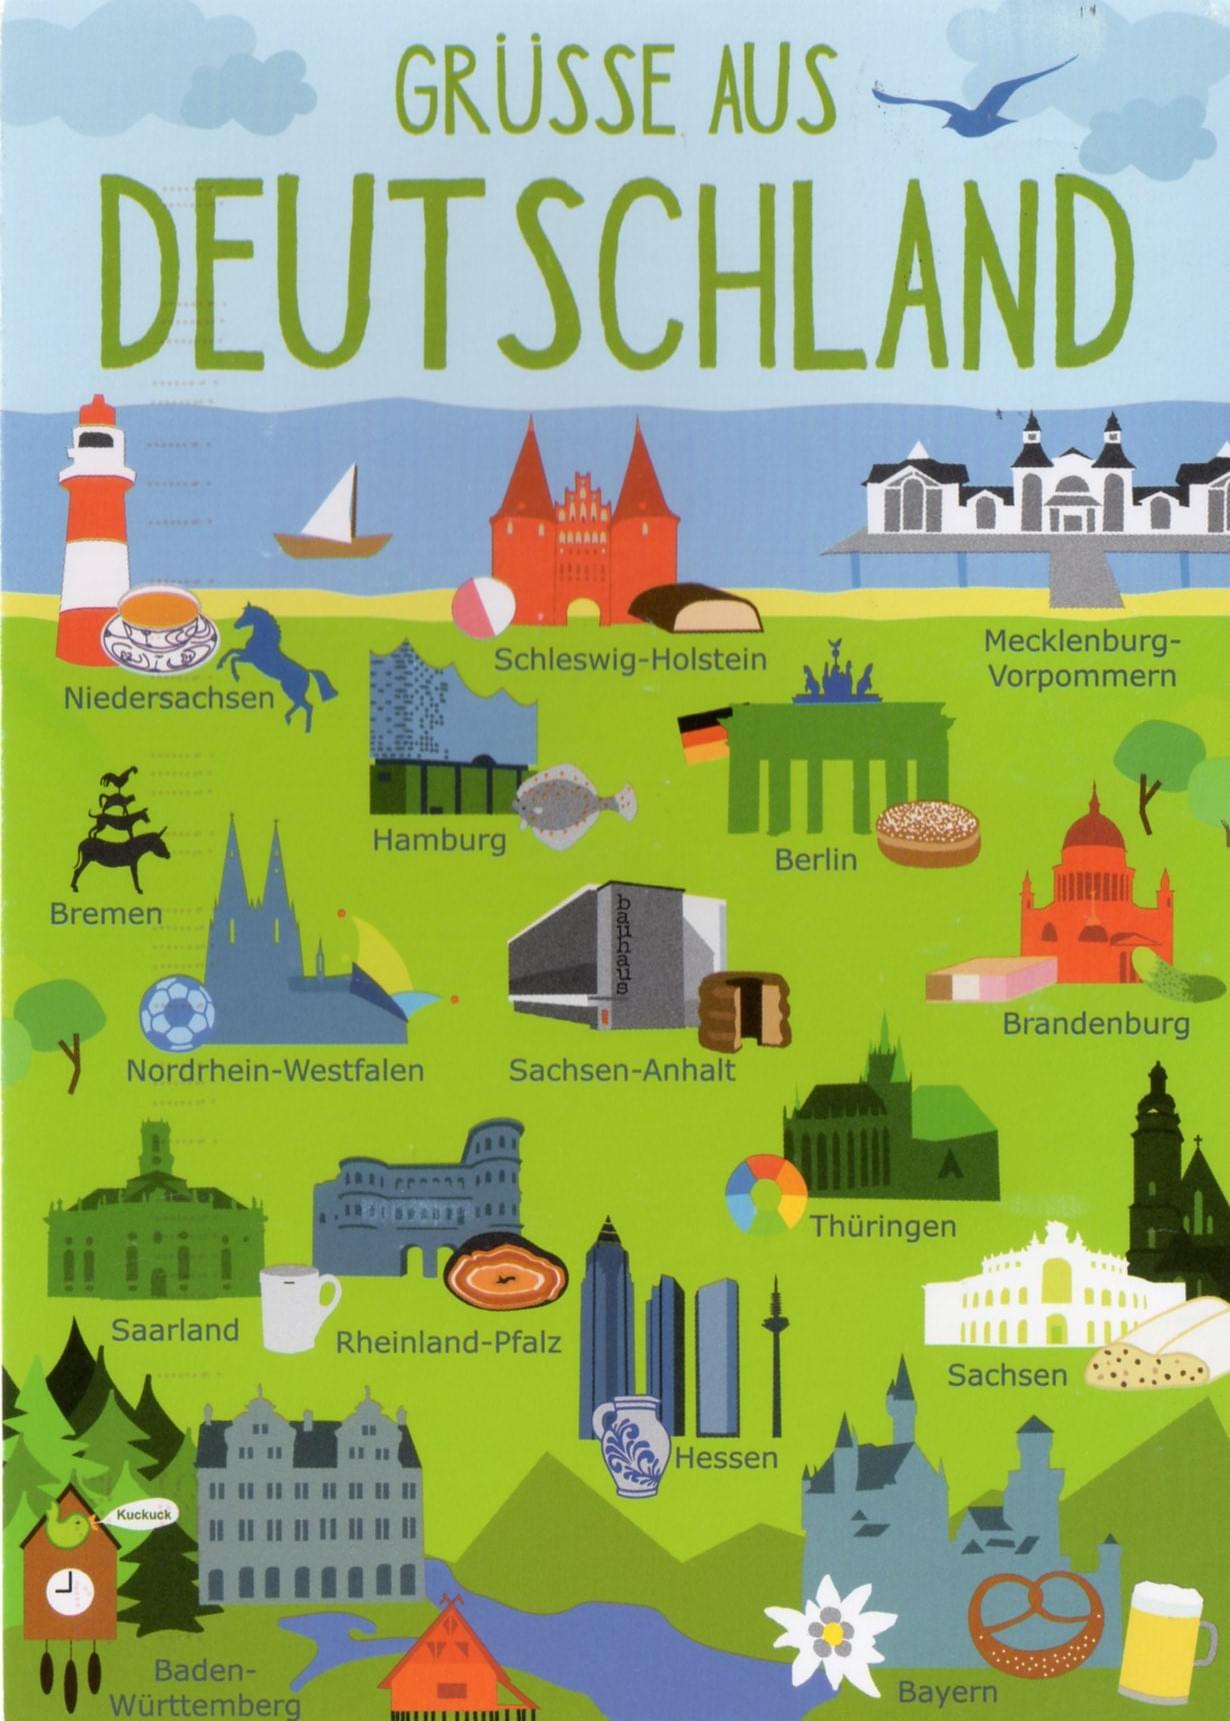 GRÜSSE AUS
DEUTSCHLAND
Schleswig-Holstein
Mecklenburg-
Vorpommern
Niedersachsen
Hamburg
Berlin
Bremen
bauhaus
Brandenburg
Nordrhein-Westfalen
Sachsen-Anhalt
Thüringen
Saarland
Rheinland-Pfalz
Sachsen
Hessen
Kuckuck
Baden-
Württemberg
Bayern